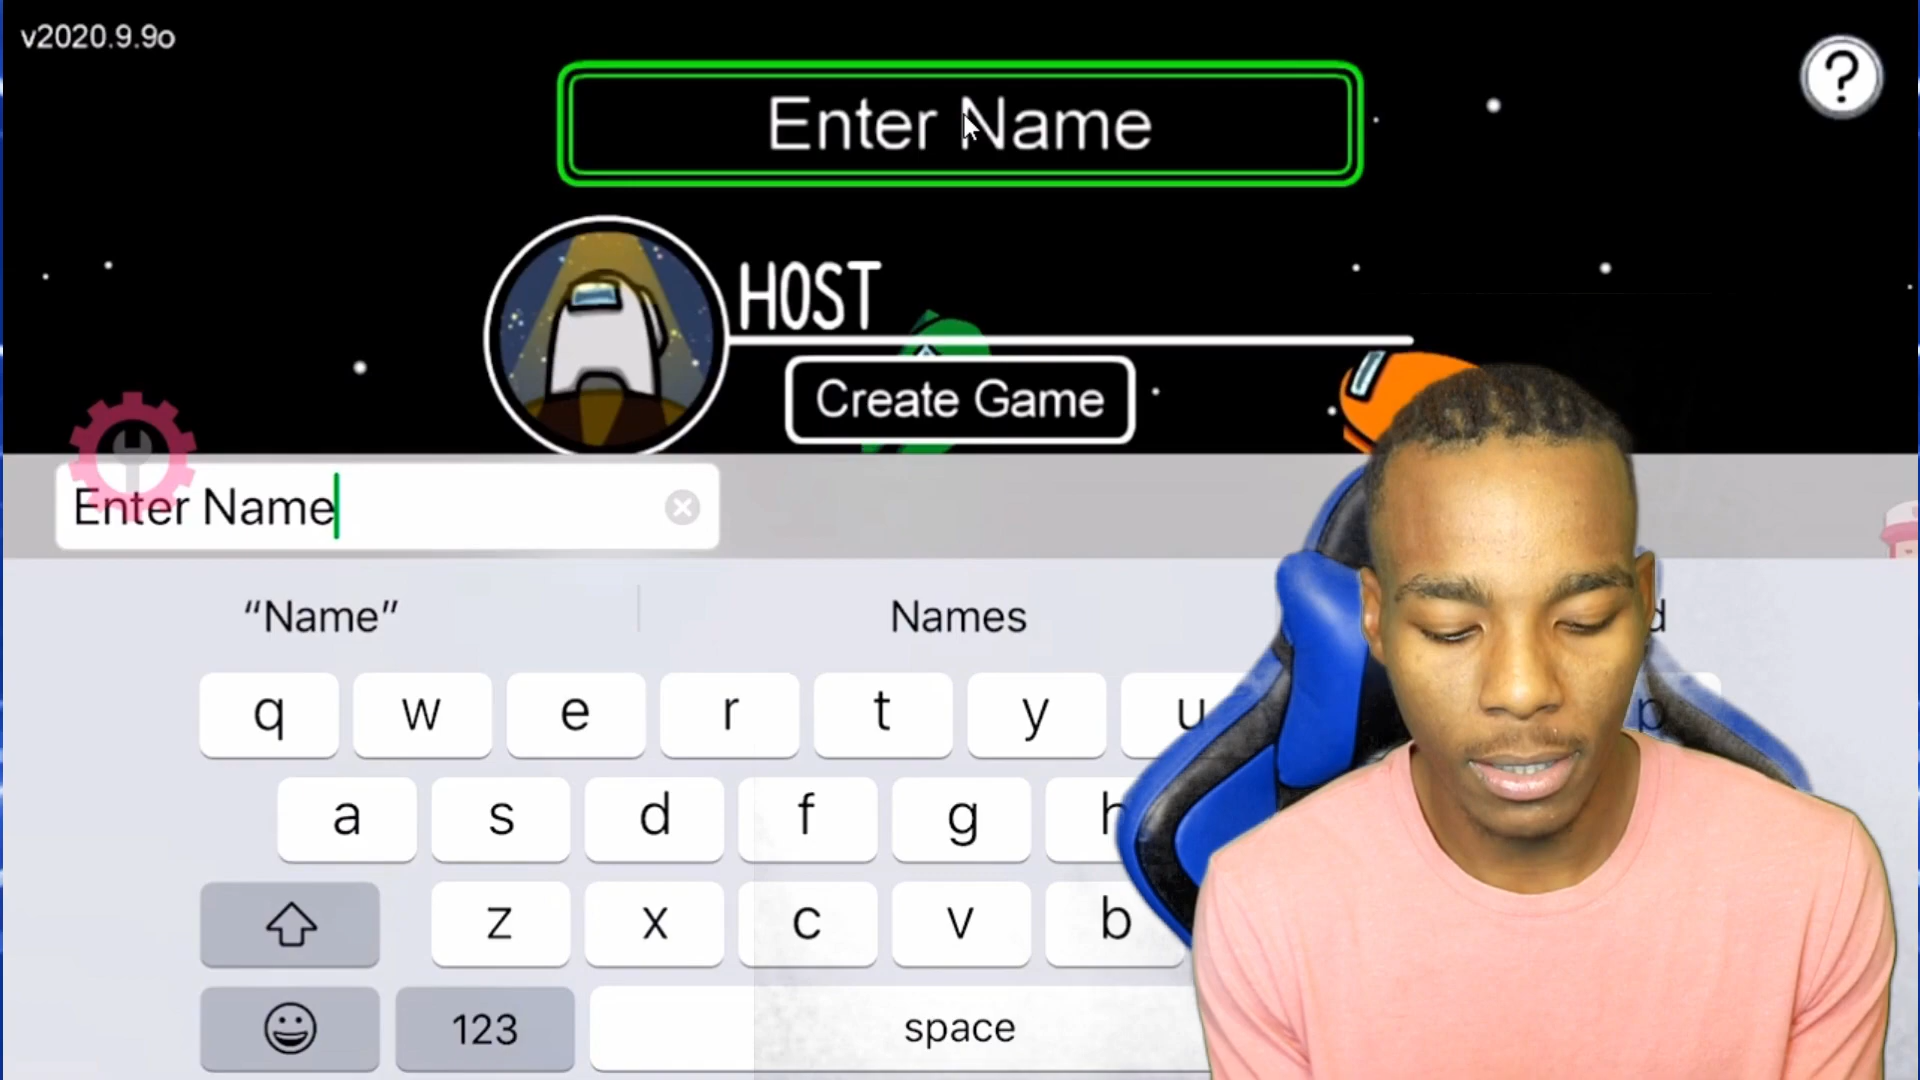 v2020.9.9o
?
Enter Name
HOST
Create Game
Enter Name
“Name”
Names
q w e r t y u p
a s d f g h
z x c v b
123
space